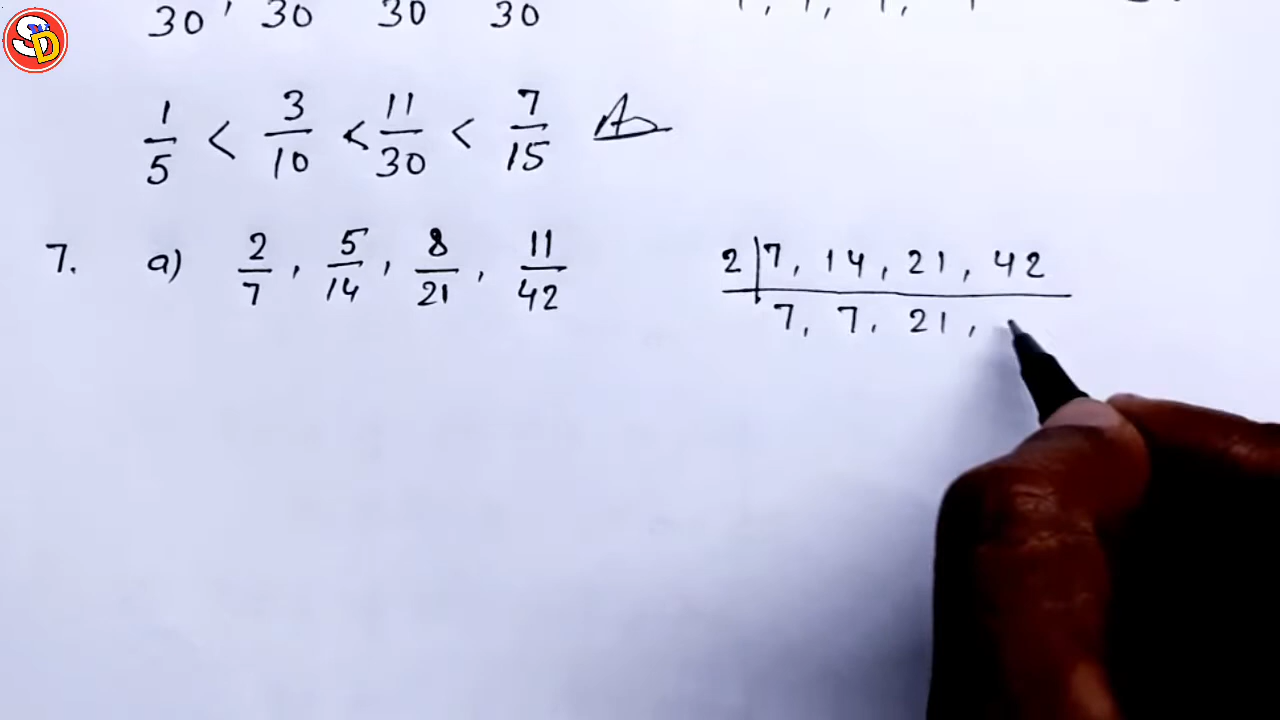 SD
30, 30 30 30
1/5 < 3/10 < 11/30 < 7/15
7. a) 2/7, 5/14, 8/21, 11/42
2 | 7, 14, 21, 42
7, 7, 21,